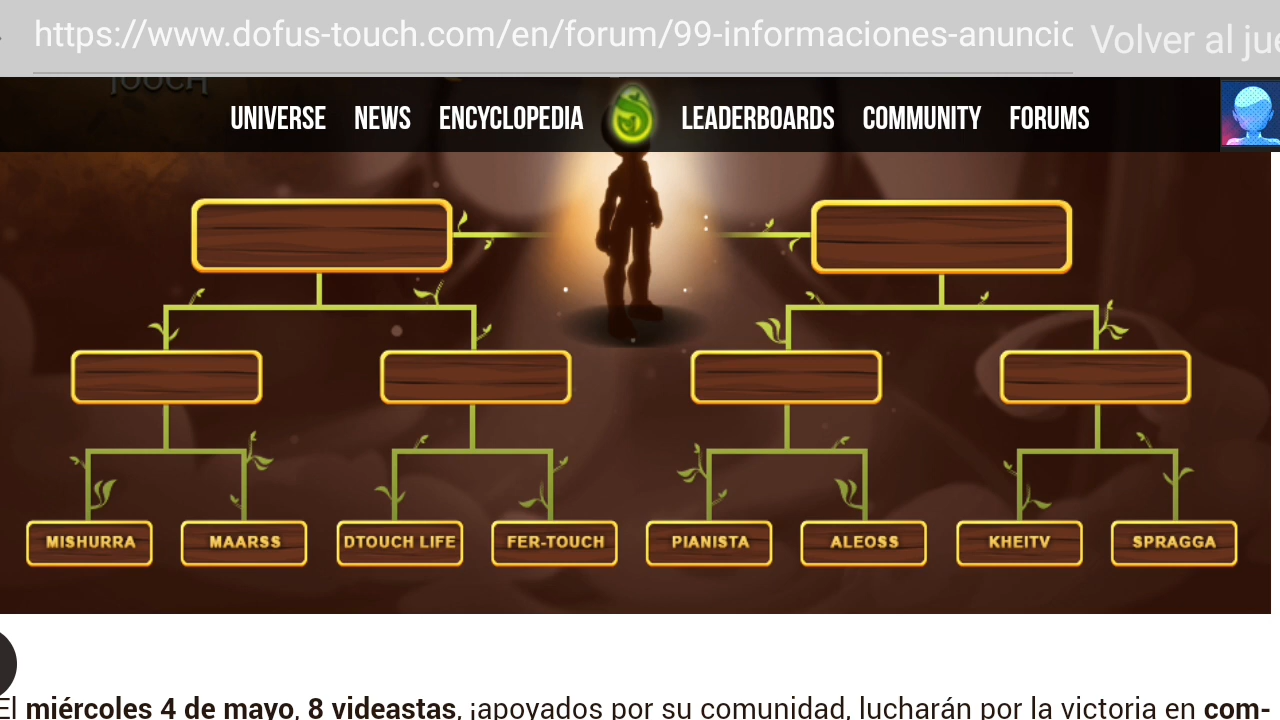 https://www.dofus-touch.com/en/forum/99-informaciones-anuncio
Volver al jue
TOUCH
UNIVERSE NEWS ENCYCLOPEDIA LEADERBOARDS COMMUNITY FORUMS
MISHURRA MAARSS DTOUCH LIFE FER-TOUCH PIANISTA ALEOSS KHEITV SPRAGGA
El miércoles 4 de mayo, 8 videastas, ¡apoyados por su comunidad, lucharán por la victoria en com-